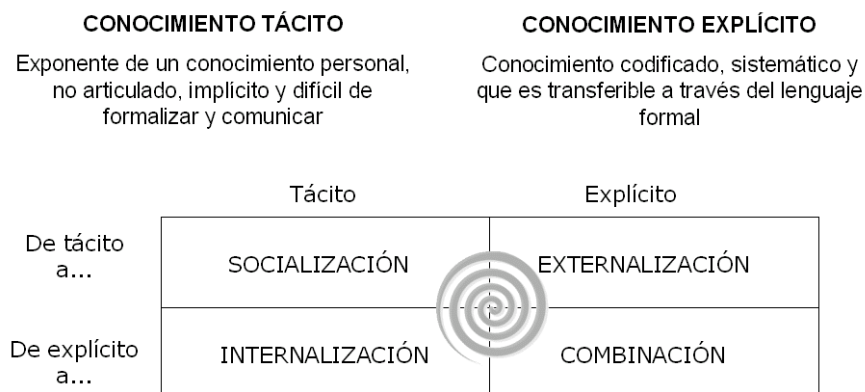 CONOCIMIENTO TÁCITO
Exponente de un conocimiento personal,
no articulado, implícito y difícil de
formalizar y comunicar
CONOCIMIENTO EXPLÍCITO
Conocimiento codificado, sistemático y
que es transferible a través del lenguaje
formal
Tácito
Explícito
De tácito
a...
SOCIALIZACIÓN
EXTERNALIZACIÓN
De explícito
a...
INTERNALIZACIÓN
COMBINACIÓN